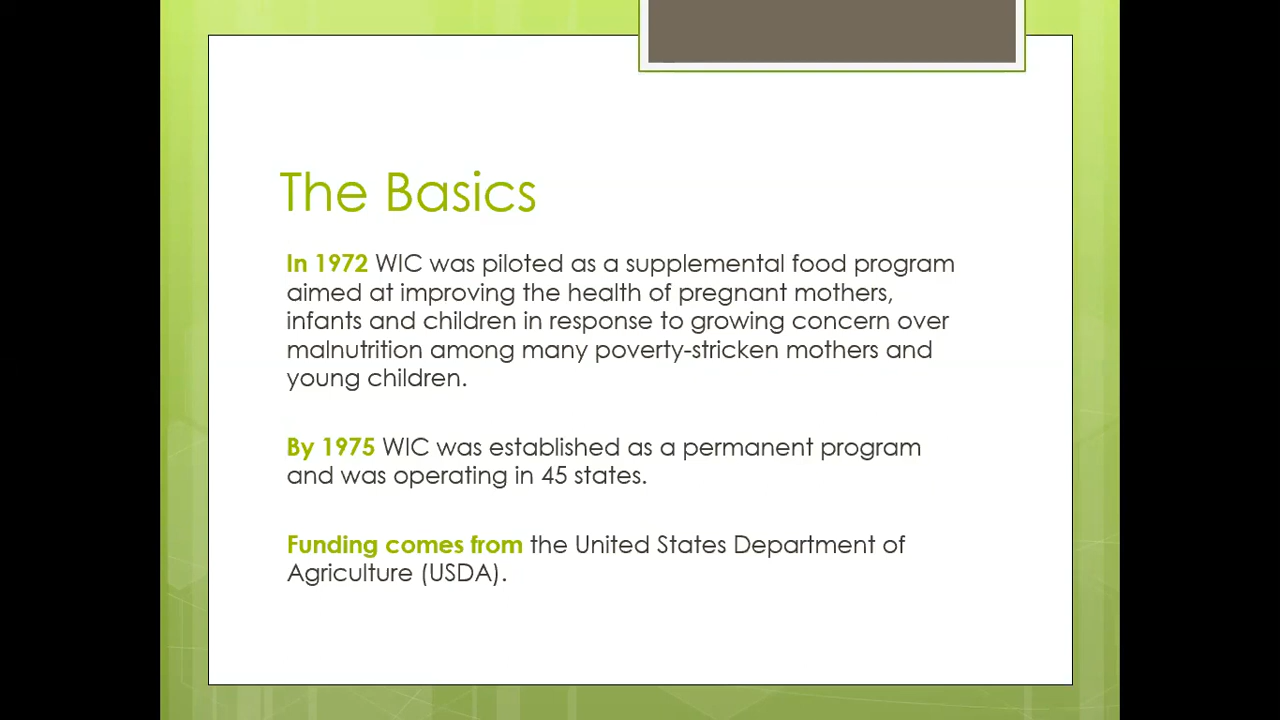 The Basics
In 1972 WIC was piloted as a supplemental food program
aimed at improving the health of pregnant mothers,
infants and children in response to growing concern over
malnutrition among many poverty-stricken mothers and
young children.
By 1975 WIC was established as a permanent program
and was operating in 45 states.
Funding comes from the United States Department of
Agriculture (USDA).